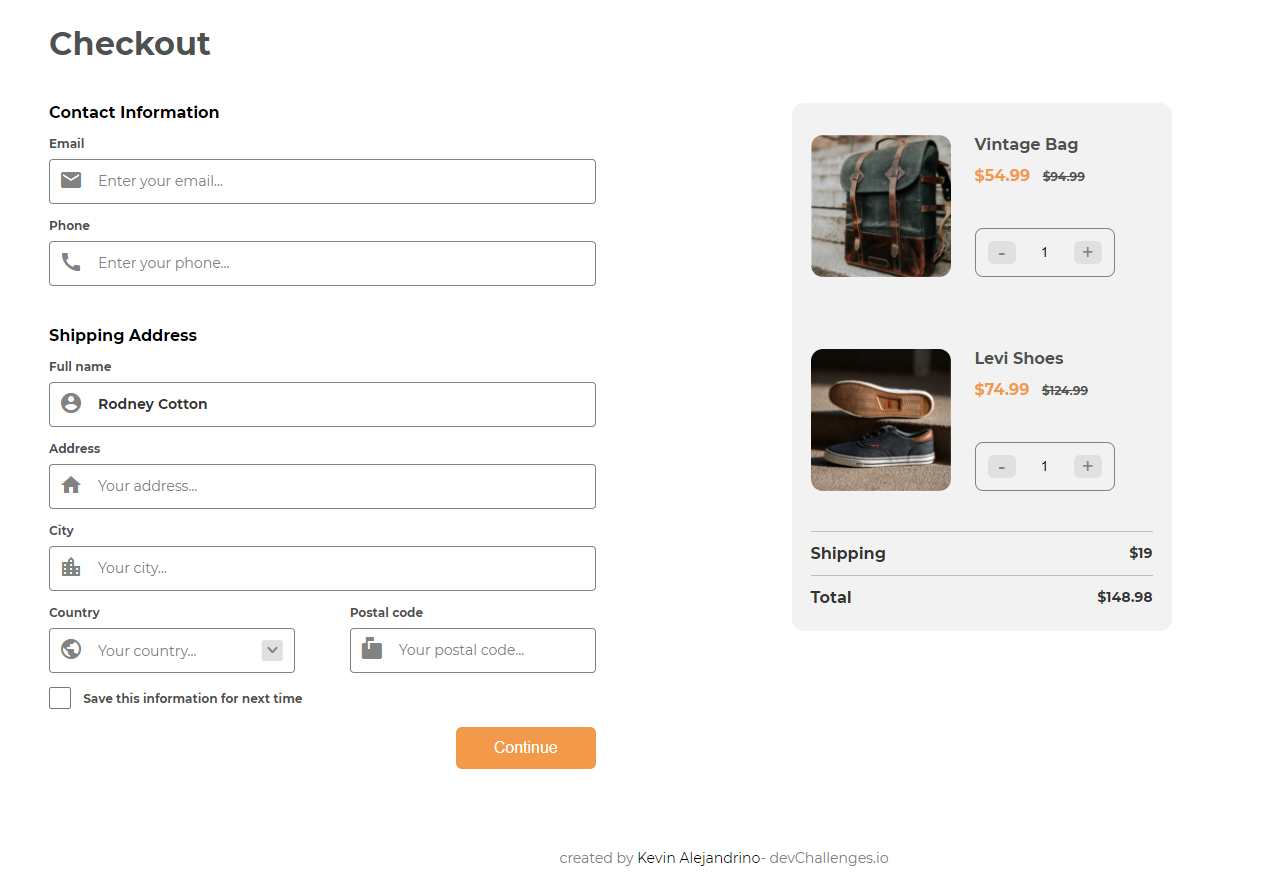 Checkout
Contact Information
Email
Enter your email...
Phone
Enter your phone...
Shipping Address
Full name
Rodney Cotton
Address
Your address...
City
Your city...
Country
Your country...
Postal code
Your postal code...
Save this information for next time
Continue
Vintage Bag
$54.99 $94.99
- 1 +
Levi Shoes
$74.99 $124.99
- 1 +
Shipping $19
Total $148.98
created by Kevin Alejandrino- devChallenges.io